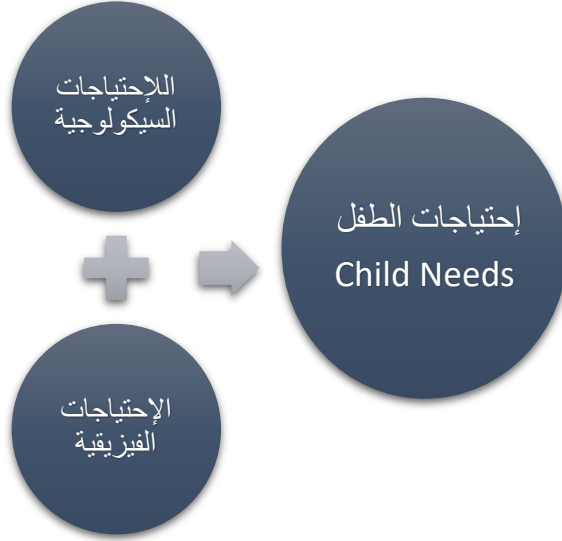 اللإحتياجات
السيكولوجية
إحتياجات الطفل
Child Needs
الإحتياجات
الفيزيقية